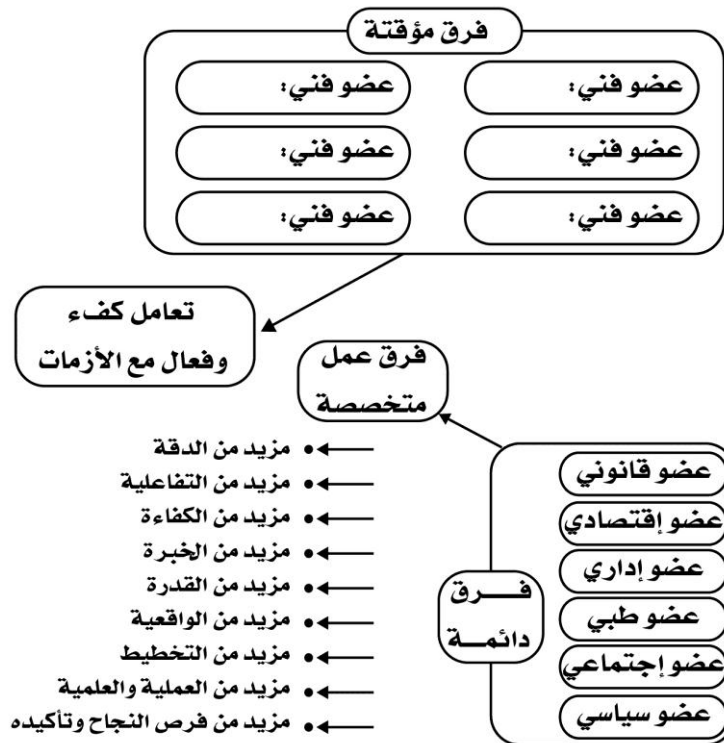 فرق مؤقتة
عضو فني:
عضو فني:
عضو فني:
عضو فني:
عضو فني:
عضو فني:
تعامل كفء
وفعال مع الأزمات
فرق عمل
متخصصة
عضو قانوني
عضو إقتصادي
عضو إداري
عضو طبي
عضو إجتماعي
عضو سياسي
فــــرق
دائمـــة
• مزيد من الدقة
• مزيد من التفاعلية
• مزيد من الكفاءة
• مزيد من الخبرة
• مزيد من القدرة
• مزيد من الواقعية
• مزيد من التخطيط
• مزيد من العملية والعلمية
• مزيد من فرص النجاح وتأكيده